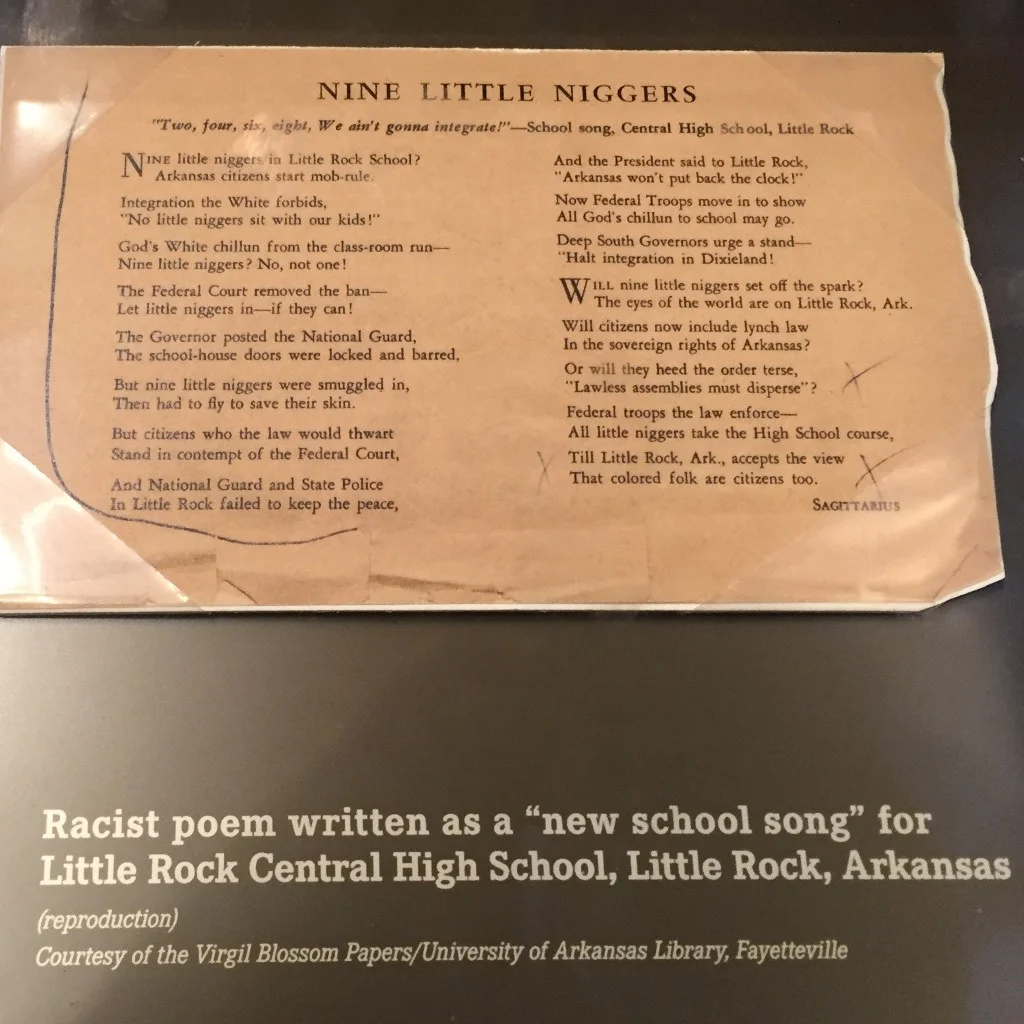 NINE LITTLE NIGGERS
"Two, four, six, eight, We ain't gonna integrate!"—School song, Central High School, Little Rock
NINE little niggers in Little Rock School?
Arkansas citizens start mob-rule.
Integration the White forbids,
"No little niggers sit with our kids!"
God's White chillun from the class-room run—
Nine little niggers? No, not one!
The Federal Court removed the ban—
Let little niggers in—if they can!
The Governor posted the National Guard,
The school-house doors were locked and barred,
But nine little niggers were smuggled in,
Then had to fly to save their skin.
But citizens who the law would thwart
Stand in contempt of the Federal Court,
And National Guard and State Police
In Little Rock failed to keep the peace,
And the President said to Little Rock,
"Arkansas won't put back the clock!"
Now Federal Troops move in to show
All God's chillun to school may go.
Deep South Governors urge a stand—
"Halt integration in Dixieland!
WILL nine little niggers set off the spark?
The eyes of the world are on Little Rock, Ark.
Will citizens now include lynch law
In the sovereign rights of Arkansas?
Or will they heed the order terse,
"Lawless assemblies must disperse"?
Federal troops the law enforce—
All little niggers take the High School course,
Till Little Rock, Ark., accepts the view
That colored folk are citizens too.
SAGITTARIUS
Racist poem written as a "new school song" for
Little Rock Central High School, Little Rock, Arkansas
(reproduction)
Courtesy of the Virgil Blossom Papers/University of Arkansas Library, Fayetteville